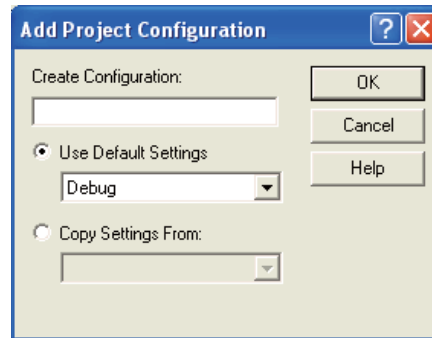 Add Project Configuration
Create Configuration:
OK
Cancel
Use Default Settings
Help
Debug
Copy Settings From: